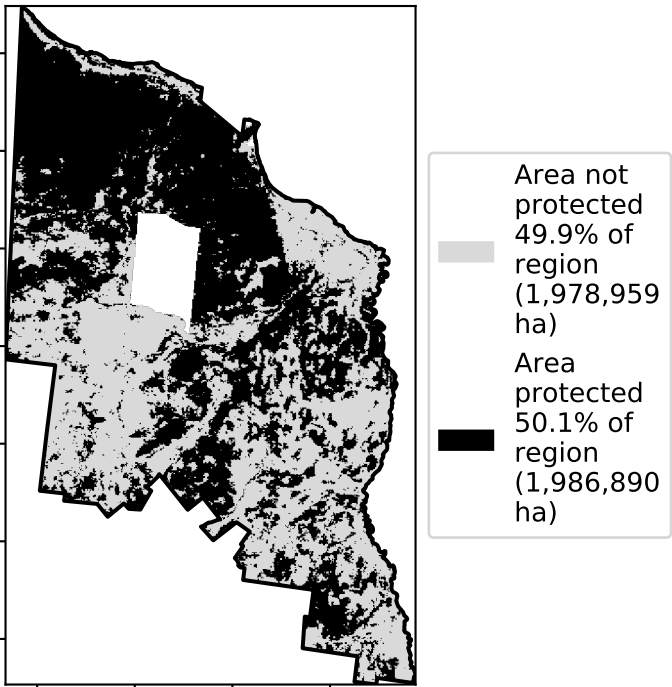 Area not
protected
49.9% of
region
(1,978,959
ha)
Area
protected
50.1% of
region
(1,986,890
ha)